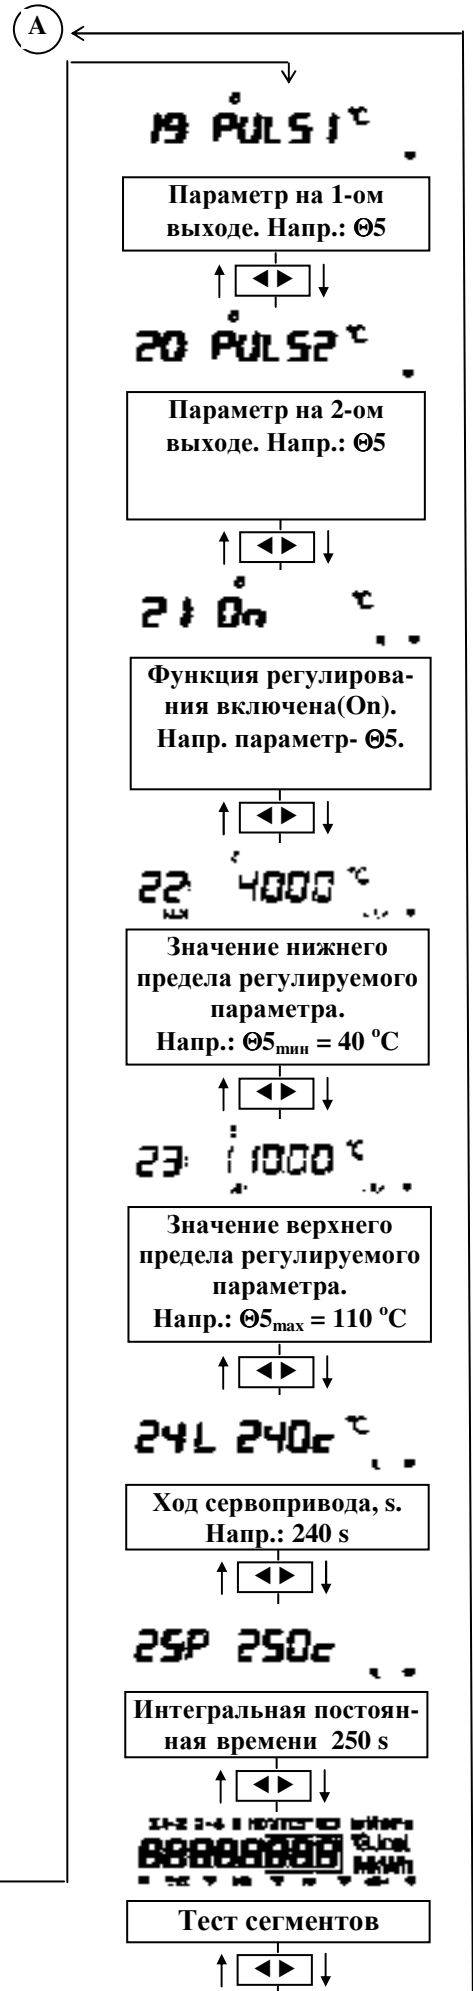 A
19 PULS1 °C
Параметр на 1-ом
выходе. Напр.: Θ5
◄►
20 PULS2 °C
Параметр на 2-ом
выходе. Напр.: Θ5
◄►
21 On °C
Функция регулирова-
ния включена(On).
Напр. параметр- Θ5.
◄►
22: 4000 °C
Значение нижнего
предела регулируемого
параметра.
Напр.: Θ5мин = 40 °C
◄►
23: 110.00 °C
Значение верхнего
предела регулируемого
параметра.
Напр.: Θ5max = 110 °C
◄►
24L 240c °C
Ход сервопривода, s.
Напр.: 240 s
◄►
25P 250c
Интегральная постоян-
ная времени 250 s
◄►
88888888
Тест сегментов
◄►